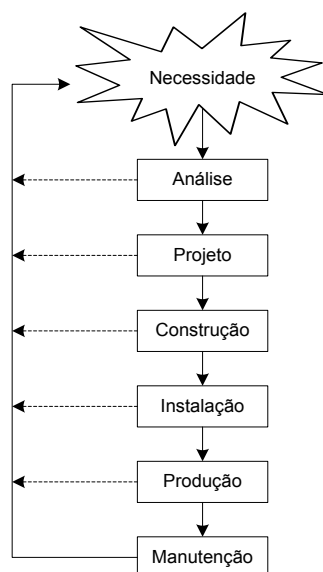 Necessidade
Análise
Projeto
Construção
Instalação
Produção
Manutenção